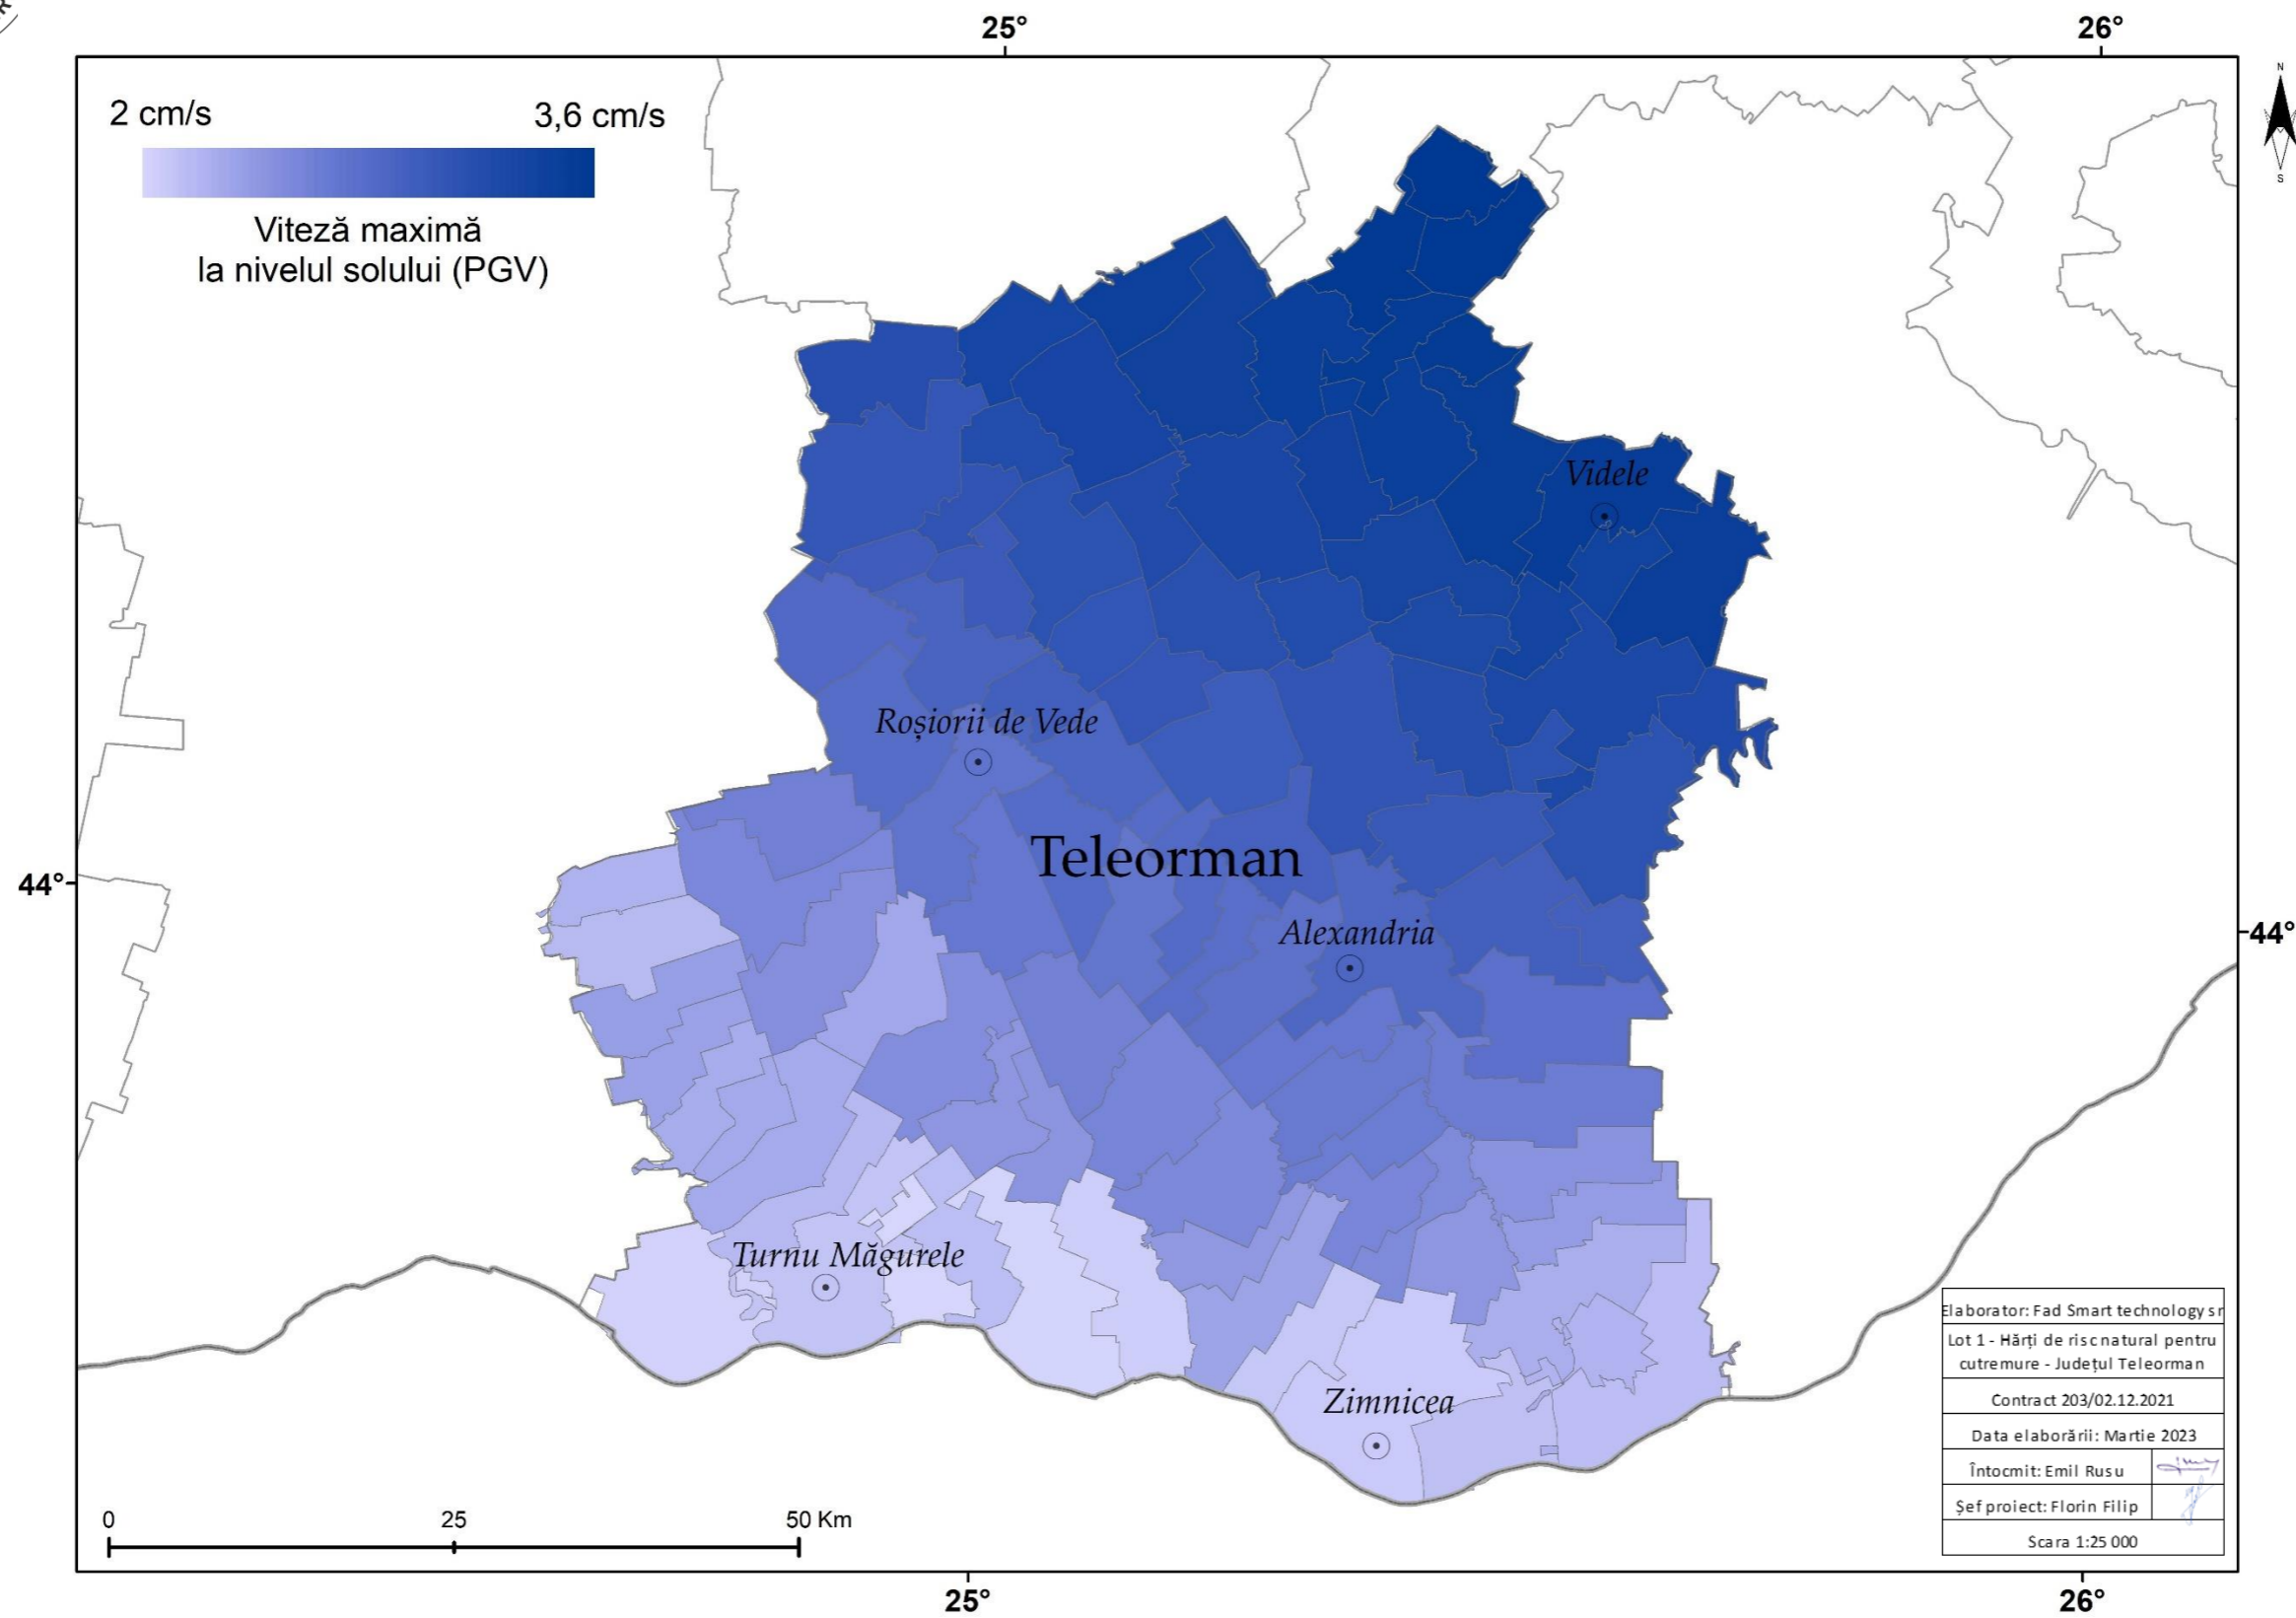 25°
26°
2 cm/s
3,6 cm/s
Viteză maximă
la nivelul solului (PGV)
N
S
Videle
Roșiorii de Vede
Teleorman
44°
Alexandria
44°
Turnu Măgurele
Zimnicea
Elaborator: Fad Smart technology sr
Lot 1 - Hărți de risc natural pentru
cutremure - Județul Teleorman
Contract 203/02.12.2021
Data elaborării: Martie 2023
Întocmit: Emil Rusu
Șef proiect: Florin Filip
Scara 1:25 000
0
25
50 Km
25°
26°